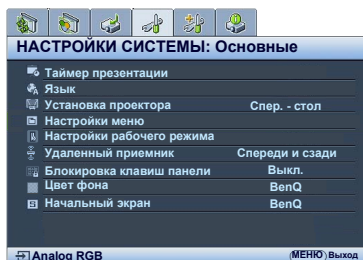 НАСТРОЙКИ СИСТЕМЫ: Основные
Таймер презентации
Язык
Установка проектора Спер. - стол
Настройки меню
Настройки рабочего режима
Удаленный приемник Спереди и сзади
Блокировка клавиш панели Выкл.
Цвет фона BenQ
Начальный экран BenQ
Analog RGB МЕНЮ Выход